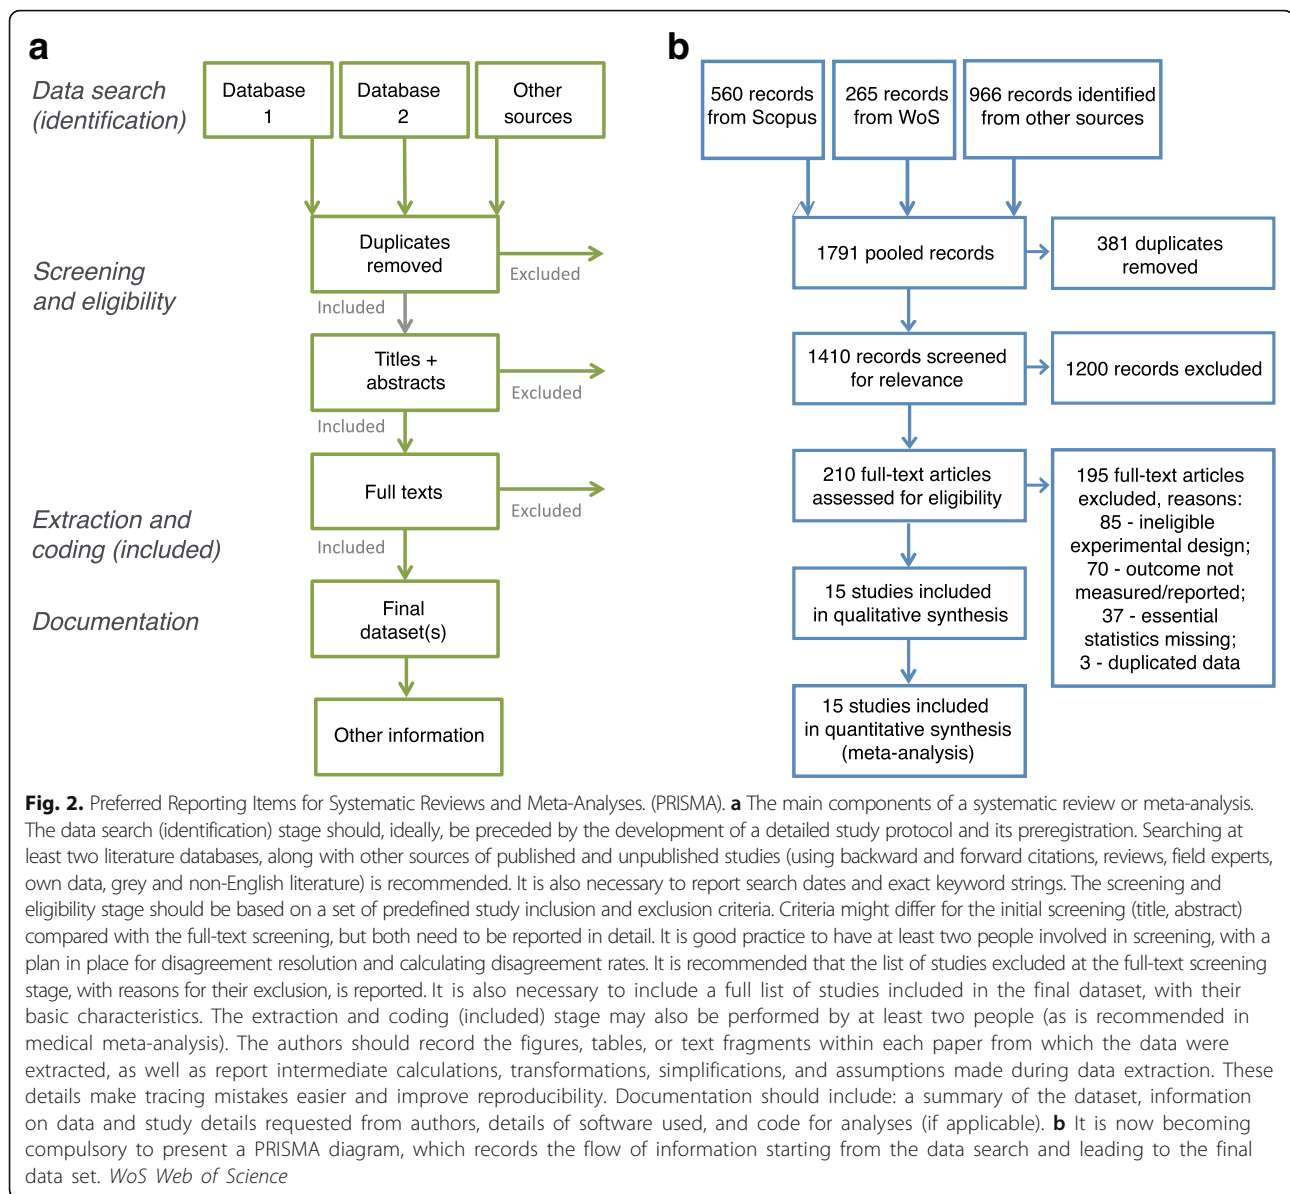 a
Data search
(identification)
Database
1
Database
2
Other
sources
Screening
and eligibility
Duplicates
removed
Excluded
Included
Titles +
abstracts
Excluded
Included
Full texts
Excluded
Extraction and
coding (included)
Included
Documentation
Final
dataset(s)
Other information
b
560 records
from Scopus
265 records
from WoS
966 records identified
from other sources
1791 pooled records
381 duplicates
removed
1410 records screened
for relevance
1200 records excluded
210 full-text articles
assessed for eligibility
195 full-text articles
excluded, reasons:
85 - ineligible
experimental design;
70 - outcome not
measured/reported;
37 - essential
statistics missing;
3 - duplicated data
15 studies included
in qualitative synthesis
15 studies included
in quantitative synthesis
(meta-analysis)
Fig. 2. Preferred Reporting Items for Systematic Reviews and Meta-Analyses. (PRISMA). a The main components of a systematic review or meta-analysis.
The data search (identification) stage should, ideally, be preceded by the development of a detailed study protocol and its preregistration. Searching at
least two literature databases, along with other sources of published and unpublished studies (using backward and forward citations, reviews, field experts,
own data, grey and non-English literature) is recommended. It is also necessary to report search dates and exact keyword strings. The screening and
eligibility stage should be based on a set of predefined study inclusion and exclusion criteria. Criteria might differ for the initial screening (title, abstract)
compared with the full-text screening, but both need to be reported in detail. It is good practice to have at least two people involved in screening, with a
plan in place for disagreement resolution and calculating disagreement rates. It is recommended that the list of studies excluded at the full-text screening
stage, with reasons for their exclusion, is reported. It is also necessary to include a full list of studies included in the final dataset, with their
basic characteristics. The extraction and coding (included) stage may also be performed by at least two people (as is recommended in
medical meta-analysis). The authors should record the figures, tables, or text fragments within each paper from which the data were
extracted, as well as report intermediate calculations, transformations, simplifications, and assumptions made during data extraction. These
details make tracing mistakes easier and improve reproducibility. Documentation should include: a summary of the dataset, information
on data and study details requested from authors, details of software used, and code for analyses (if applicable). b It is now becoming
compulsory to present a PRISMA diagram, which records the flow of information starting from the data search and leading to the final
data set. WoS Web of Science